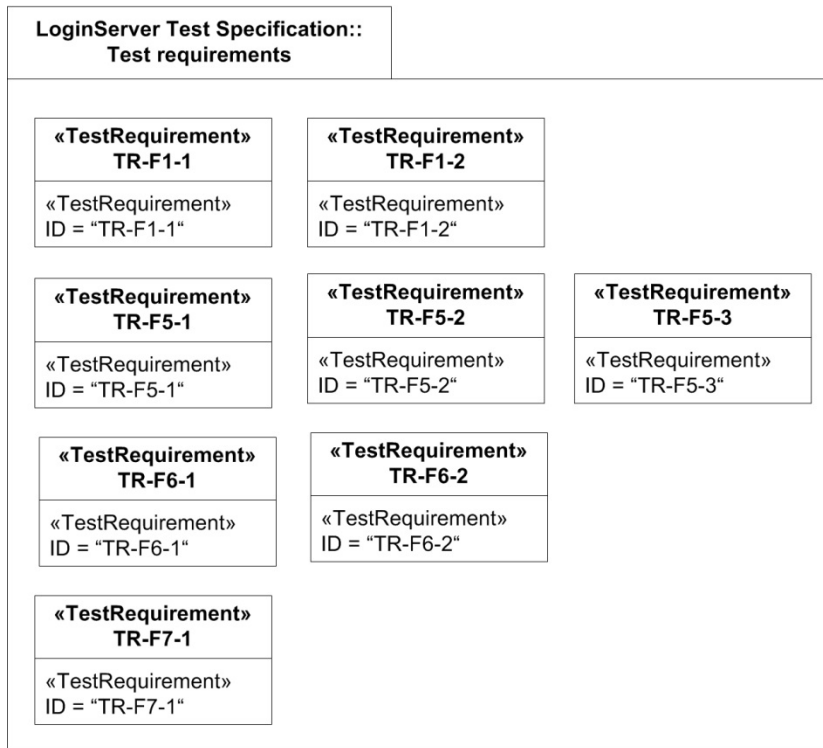 LoginServer Test Specification::
Test requirements
«TestRequirement»
TR-F1-1
«TestRequirement»
ID = “TR-F1-1“
«TestRequirement»
TR-F1-2
«TestRequirement»
ID = “TR-F1-2“
«TestRequirement»
TR-F5-1
«TestRequirement»
ID = “TR-F5-1“
«TestRequirement»
TR-F5-2
«TestRequirement»
ID = “TR-F5-2“
«TestRequirement»
TR-F5-3
«TestRequirement»
ID = “TR-F5-3“
«TestRequirement»
TR-F6-1
«TestRequirement»
ID = “TR-F6-1“
«TestRequirement»
TR-F6-2
«TestRequirement»
ID = “TR-F6-2“
«TestRequirement»
TR-F7-1
«TestRequirement»
ID = “TR-F7-1“